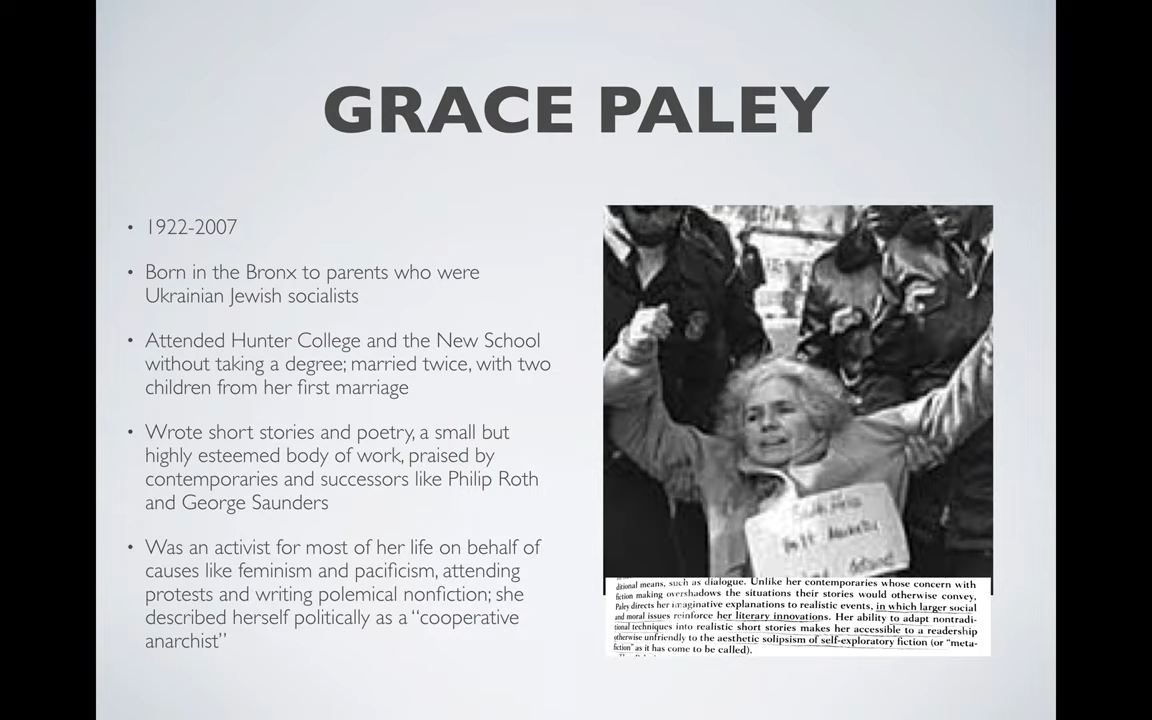 GRACE PALEY
• 1922-2007
• Born in the Bronx to parents who were
Ukrainian Jewish socialists
• Attended Hunter College and the New School
without taking a degree; married twice, with two
children from her first marriage
• Wrote short stories and poetry, a small but
highly esteemed body of work, praised by
contemporaries and successors like Philip Roth
and George Saunders
• Was an activist for most of her life on behalf of
causes like feminism and pacificism, attending
protests and writing polemical nonfiction; she
described herself politically as a “cooperative
anarchist”
ditional means, such as dialogue. Unlike her contemporaries whose concern with
fiction making overshadows the situations their stories would otherwise convey,
Paley directs her imaginative explanations to realistic events, in which larger social
and moral issues reinforce her literary innovations. Her ability to adapt nontradi-
tional techniques into realistic short stories makes her accessible to a readership
otherwise unfriendly to the aesthetic solipsism of self-exploratory fiction (or “meta-
fiction” as it has come to be called).